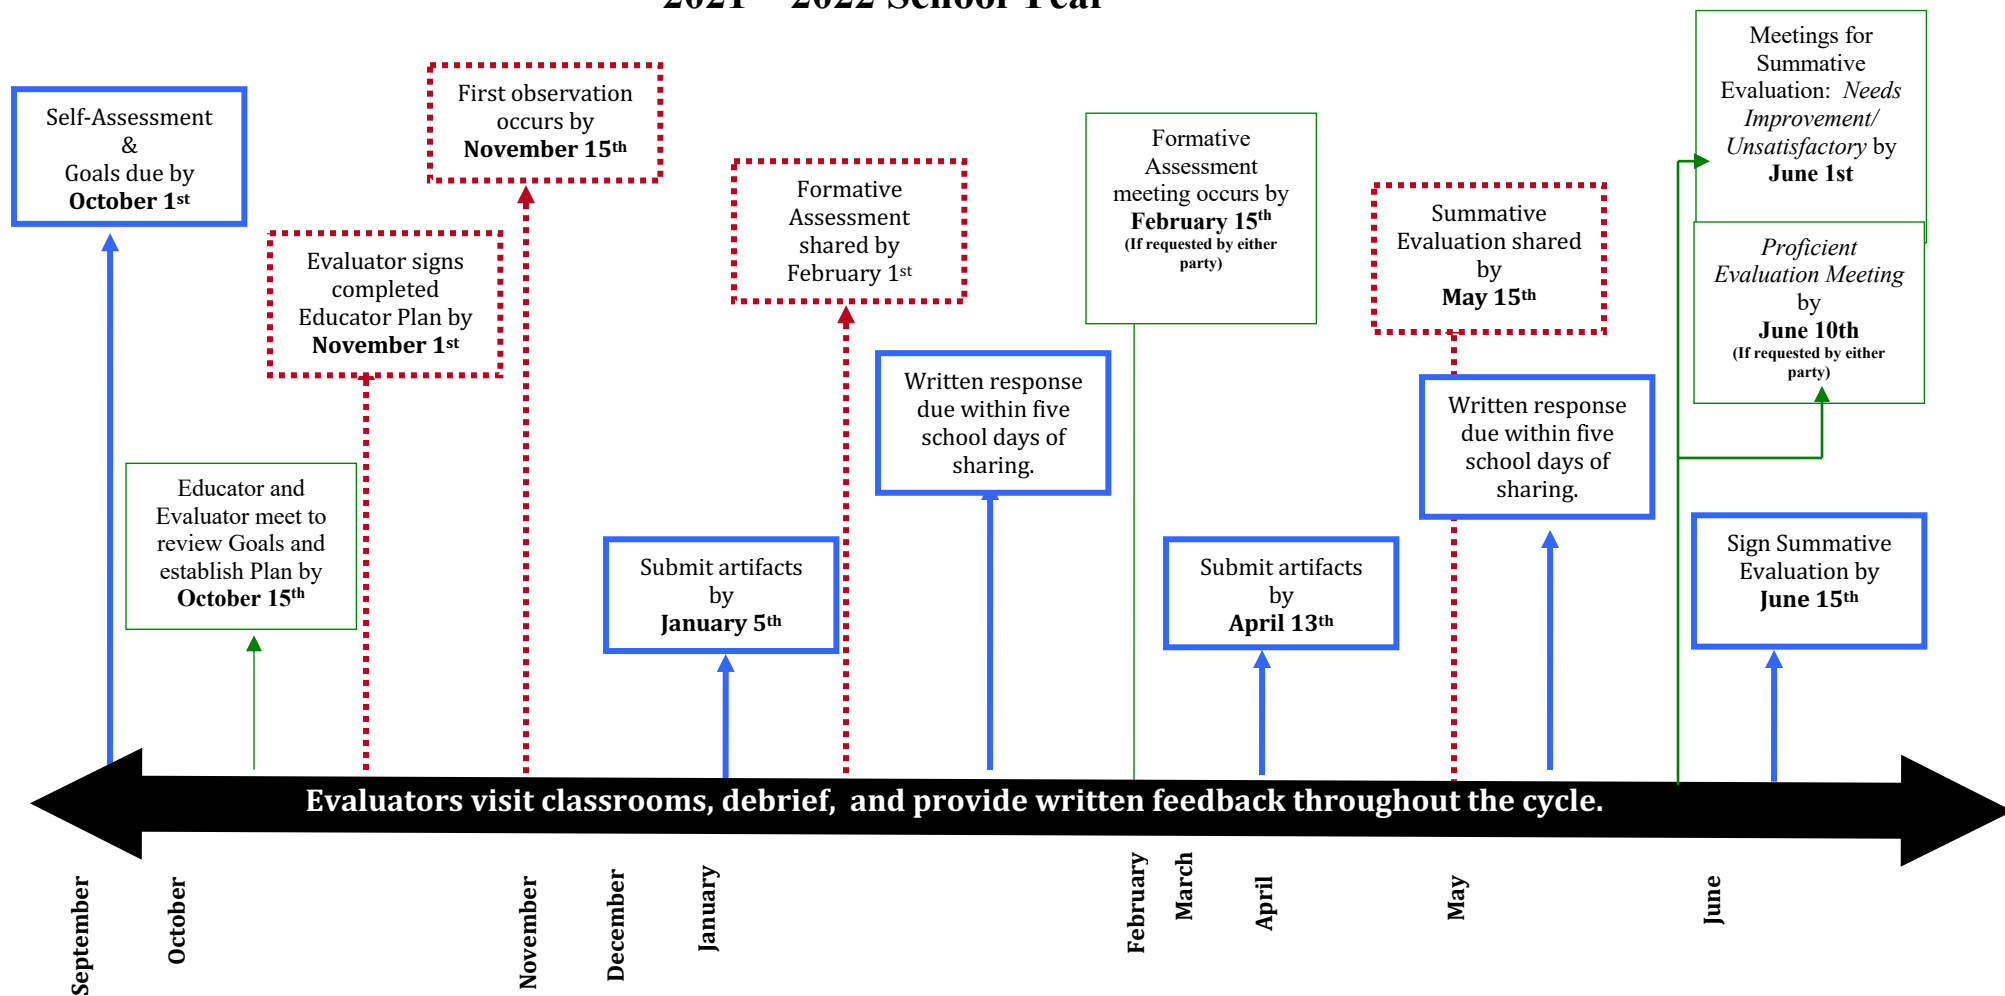 2021 – 2022 School Year
Self-Assessment
&
Goals due by
October 1st
Educator and
Evaluator meet to
review Goals and
establish Plan by
October 15th
Evaluator signs
completed
Educator Plan by
November 1st
First observation
occurs by
November 15th
Submit artifacts
by
January 5th
Formative
Assessment
shared by
February 1st
Written response
due within five
school days of
sharing.
Formative
Assessment
meeting occurs by
February 15th
(If requested by either
party)
Submit artifacts
by
April 13th
Summative
Evaluation shared
by
May 15th
Written response
due within five
school days of
sharing.
Meetings for
Summative
Evaluation: Needs
Improvement/
Unsatisfactory by
June 1st
Proficient
Evaluation Meeting
by
June 10th
(If requested by either
party)
Sign Summative
Evaluation by
June 15th
Evaluators visit classrooms, debrief, and provide written feedback throughout the cycle.
September
October
November
December
January
February
March
April
May
June